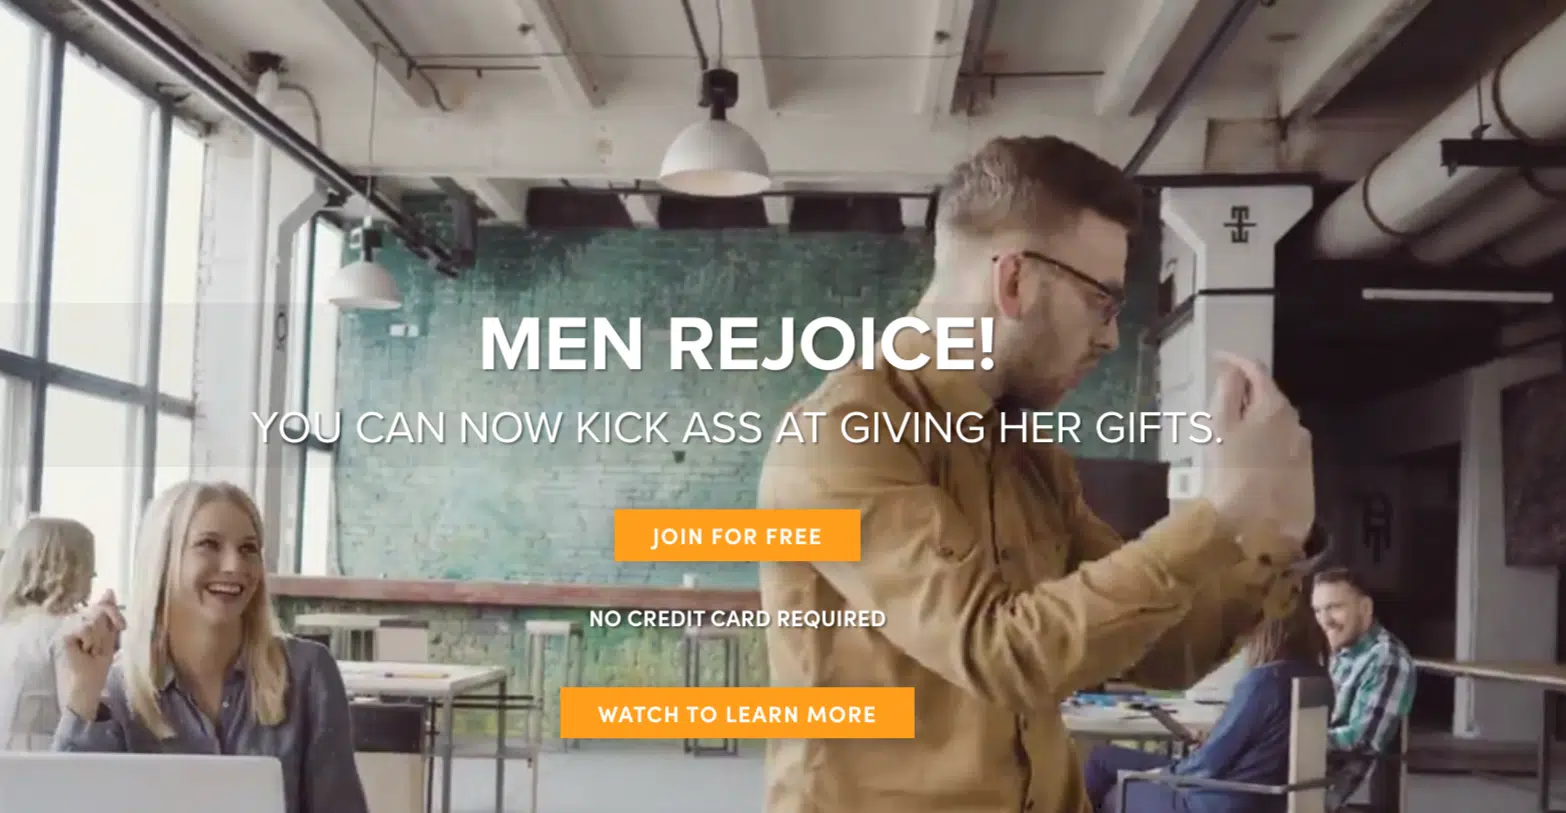 MEN REJOICE!
YOU CAN NOW KICK ASS AT GIVING HER GIFTS.
JOIN FOR FREE
NO CREDIT CARD REQUIRED
WATCH TO LEARN MORE